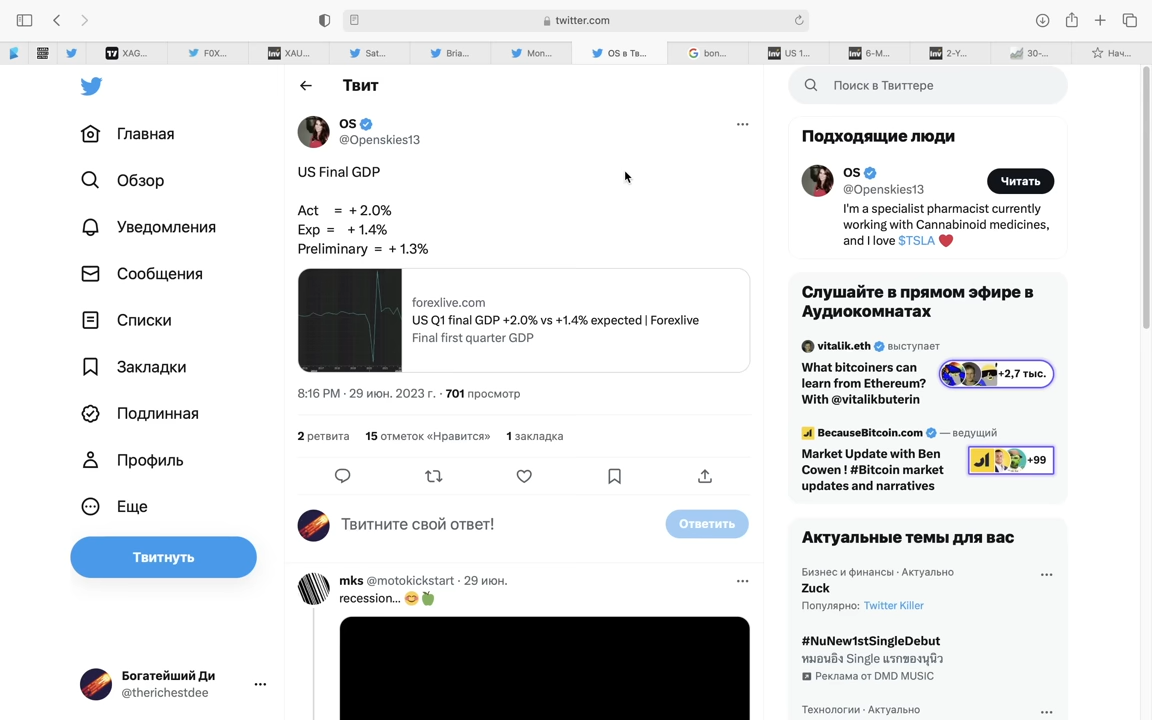 twitter.com
XAG...
F0X...
XAU...
Sat...
Bria...
Mon...
OS в Тв...
bon...
US 1...
6-M...
2-Y...
30-...
Нач...
Твит
Поиск в Твиттере
Главная
Обзор
Уведомления
Сообщения
Списки
Закладки
Подлинная
Профиль
Еще
Твитнуть
Богатейший Ди
@therichestdee
OS
@Openskies13
US Final GDP
Act = + 2.0%
Exp = + 1.4%
Preliminary = + 1.3%
forexlive.com
US Q1 final GDP +2.0% vs +1.4% expected | Forexlive
Final first quarter GDP
8:16 PM · 29 июн. 2023 г. · 701 просмотр
2 ретвита 15 отметок «Нравится» 1 закладка
Твитните свой ответ!
Ответить
mks @motokickstart · 29 июн.
recession... 😊🍏
Подходящие люди
OS
@Openskies13
Читать
I'm a specialist pharmacist currently
working with Cannabinoid medicines,
and I love $TSLA ❤️
Слушайте в прямом эфире в
Аудиокомнатах
vitalik.eth выступает
What bitcoiners can
learn from Ethereum?
With @vitalikbuterin
+2,7 тыс.
BecauseBitcoin.com — ведущий
Market Update with Ben
Cowen ! #Bitcoin market
updates and narratives
+99
Актуальные темы для вас
Бизнес и финансы · Актуально
Zuck
Популярно: Twitter Killer
#NuNew1stSingleDebut
หมอนอิง Single แรกของนุนิว
Реклама от DMD MUSIC
Технологии · Актуально